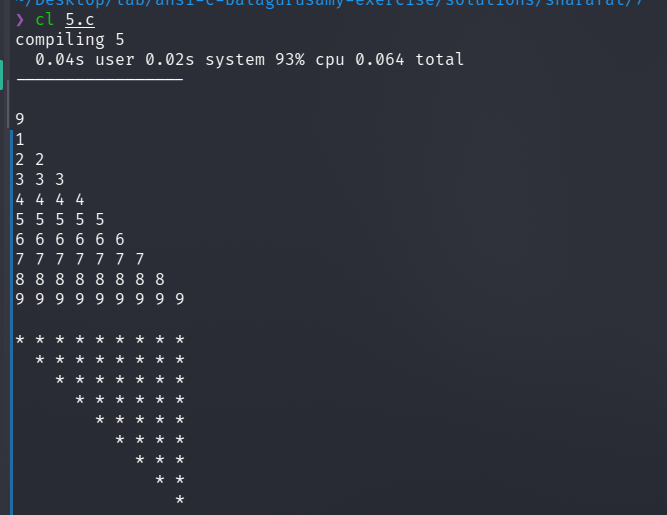 ~/Desktop/lab/ansi-c-balagurusamy-exercise/solutions/sharafat/7
❯ cl 5.c
compiling 5
  0.04s user 0.02s system 93% cpu 0.064 total
—————————————————

9
1
2 2
3 3 3
4 4 4 4
5 5 5 5 5
6 6 6 6 6 6
7 7 7 7 7 7 7
8 8 8 8 8 8 8 8
9 9 9 9 9 9 9 9 9

* * * * * * * * *
  * * * * * * * *
    * * * * * * *
      * * * * * *
        * * * * *
          * * * *
            * * *
              * *
                *